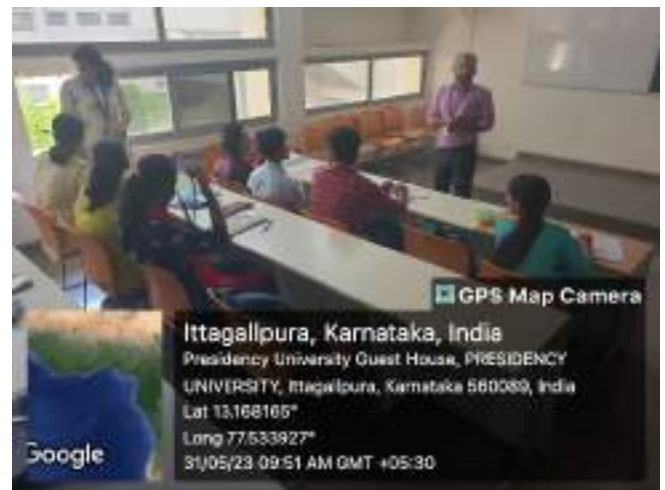 GPS Map Camera
Ittagallpura, Karnataka, India
Presidency University Guest House, PRESIDENCY
UNIVERSITY, Ittagallpura, Karnataka 560089, India
Lat 13.168165°
Long 77.533927°
31/05/23 09:51 AM GMT +05:30
Google